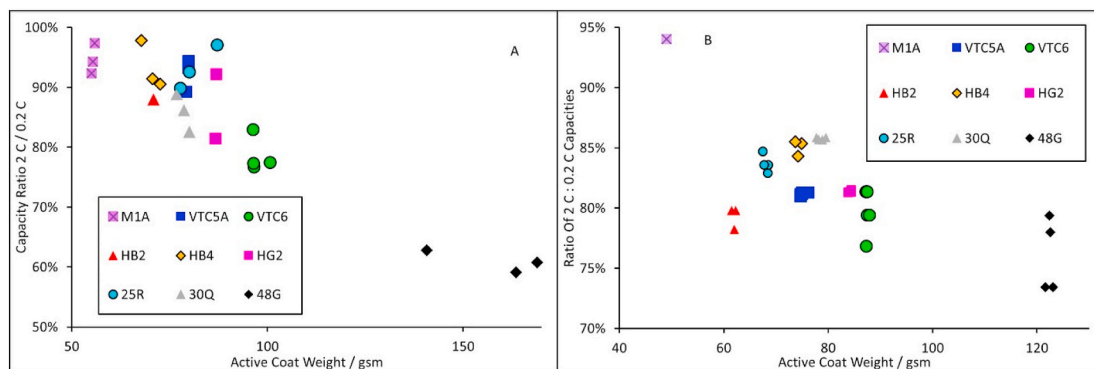 100%
90%
80%
70%
60%
50%
Capacity Ratio 2 C / 0.2 C
A
M1A VTC5A VTC6
HB2 HB4 HG2
25R 30Q 48G
50 100 150
Active Coat Weight / gsm
95%
90%
85%
80%
75%
70%
Ratio Of 2 C : 0.2 C Capacities
B
M1A VTC5A VTC6
HB2 HB4 HG2
25R 30Q 48G
40 60 80 100 120
Active Coat Weight / gsm